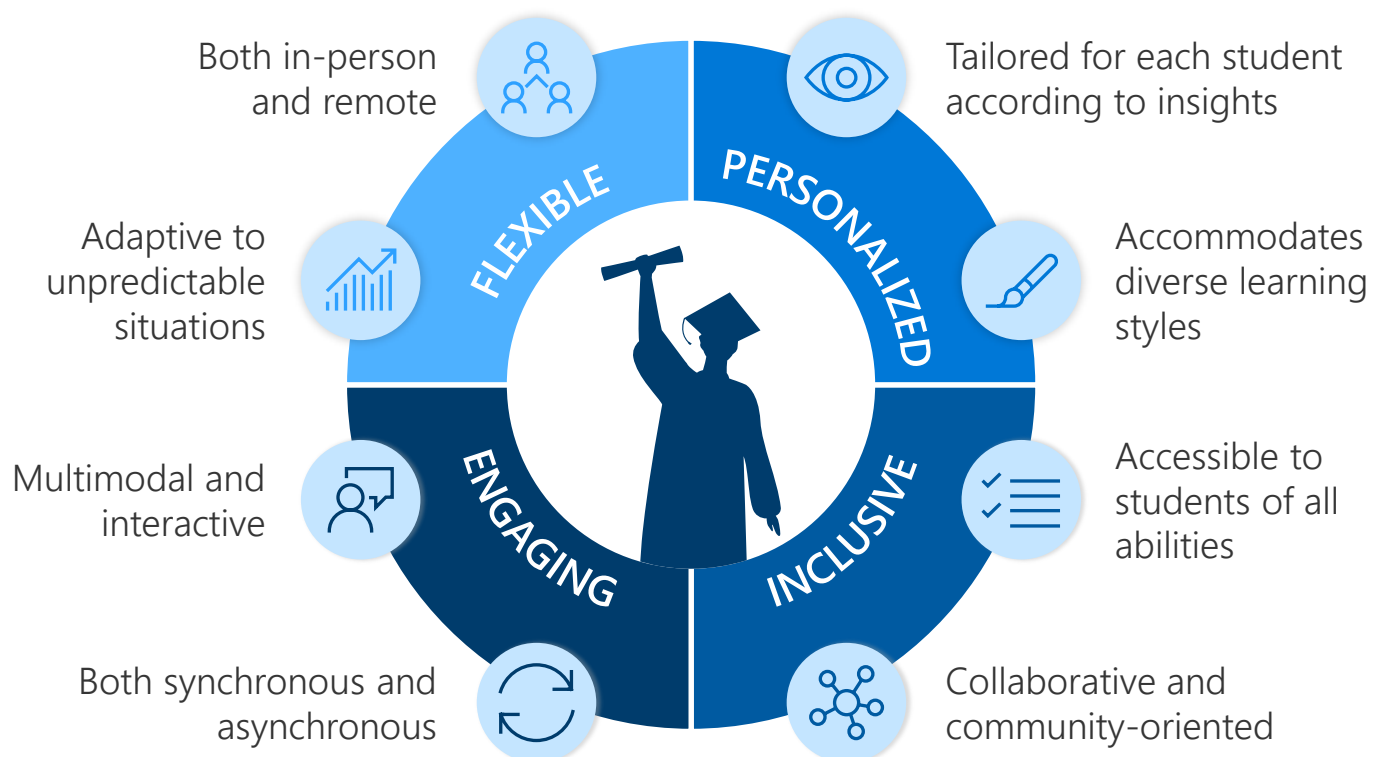 Both in-person
and remote
Tailored for each student
according to insights
FLEXIBLE
PERSONALIZED
Adaptive to
unpredictable
situations
Accommodates
diverse learning
styles
Multimodal and
interactive
ENGAGING
INCLUSIVE
Accessible to
students of all
abilities
Both synchronous and
asynchronous
Collaborative and
community-oriented